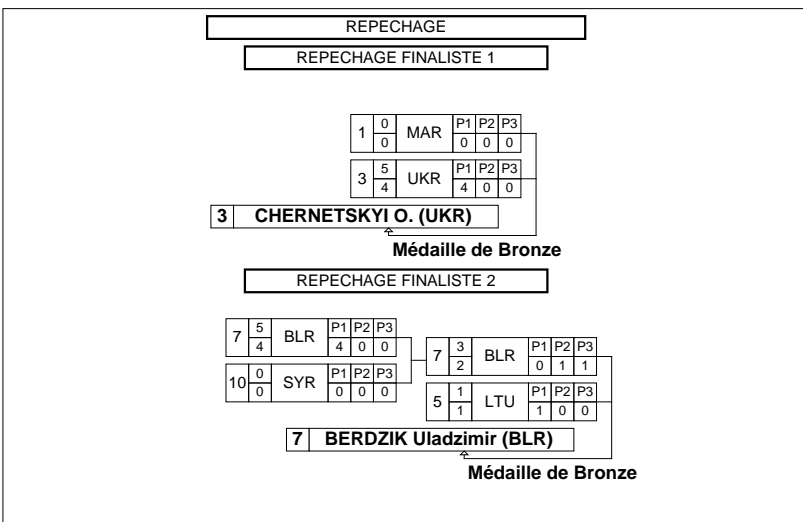 REPECHAGE
REPECHAGE FINALISTE 1
1 0 MAR P1 P2 P3
0 0 0 0
3 5 UKR P1 P2 P3
4 4 0 0
3 CHERNETSKYI O. (UKR)
Médaille de Bronze
REPECHAGE FINALISTE 2
7 5 BLR P1 P2 P3
4 4 0 0
10 0 SYR P1 P2 P3
0 0 0 0
7 3 BLR P1 P2 P3
2 0 1 1
5 1 LTU P1 P2 P3
1 1 0 0
7 BERDZIK Uladzimir (BLR)
Médaille de Bronze